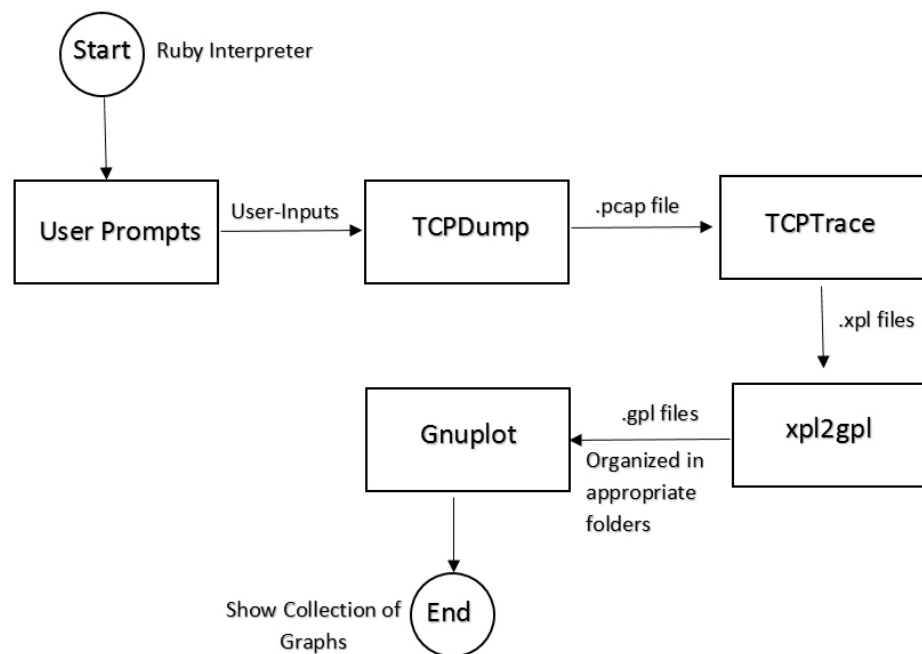 Start
Ruby Interpreter
User Prompts
User-Inputs
TCPDump
.pcap file
TCPTrace
.xpl files
xpl2gpl
.gpl files
Organized in
appropriate
folders
Gnuplot
Show Collection of
Graphs
End